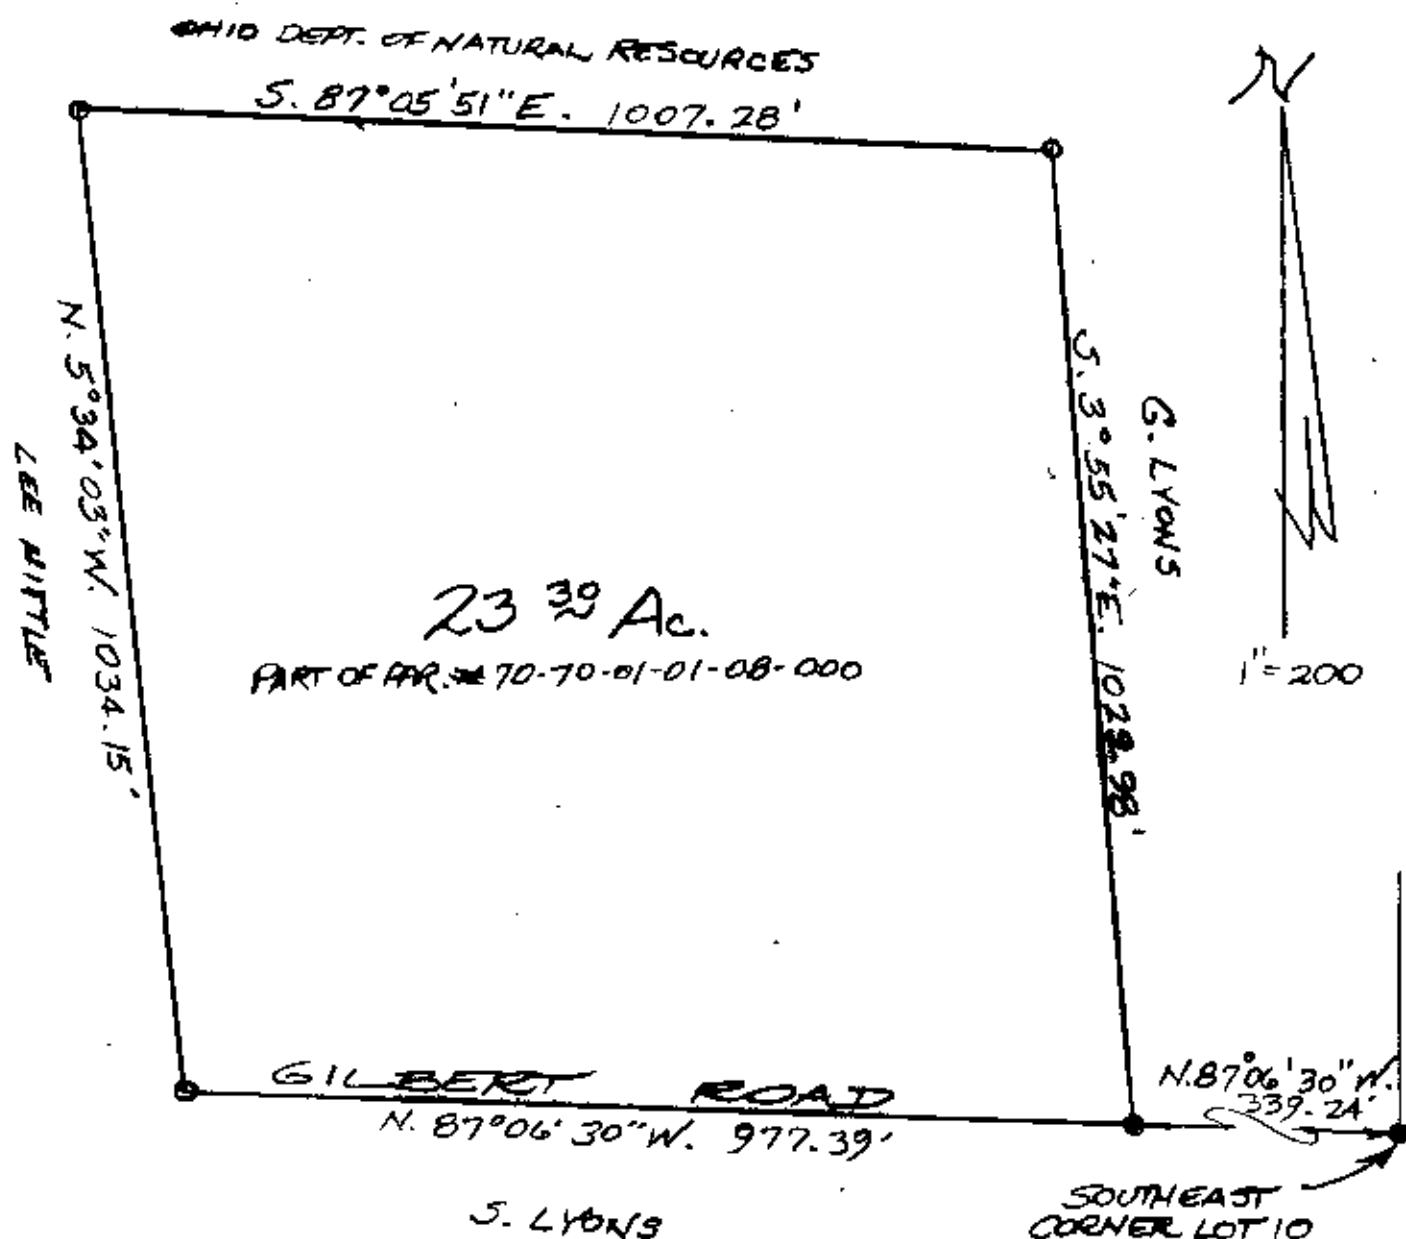 OHIO DEPT. OF NATURAL RESOURCES
S. 87°05'51"E. 1007.28'
N
N. 5°34'03"W. 1034.15'
LEE HITTLE
S. 3°55'27"E.
G. LYONS
23 30 Ac.
PART OF PAR.# 70-70-01-01-08-000
1"=200
GILBERT ROAD
N. 87°06'30"W. 977.39'
N.87°06'30"W.
339.24'
S. LYONS
SOUTHEAST
CORNER LOT 10